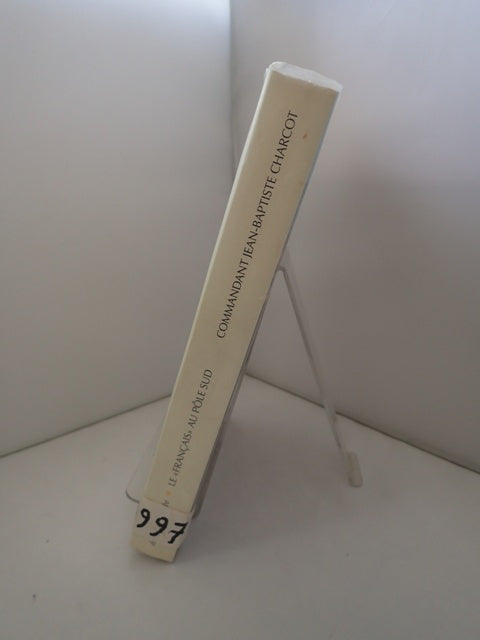 COMMANDANT JEAN-BAPTISTE CHARCOT
LE «FRANÇAIS» AU PÔLE SUD
997